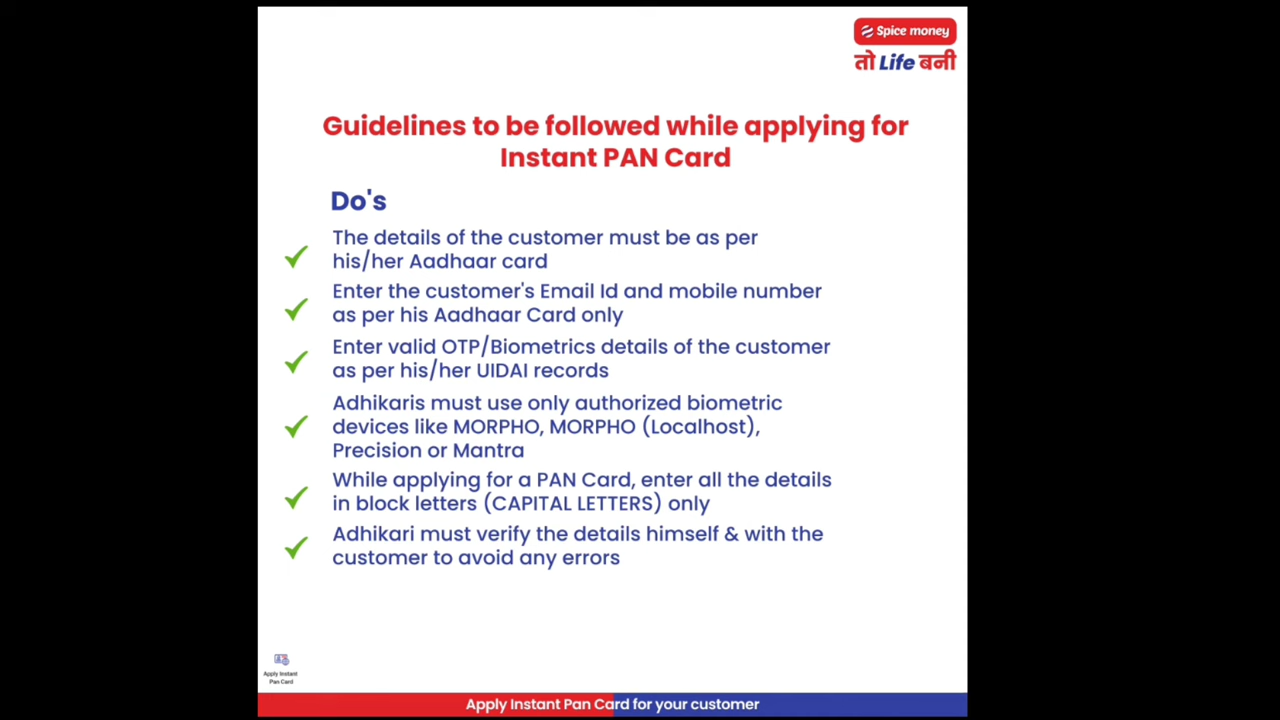 Spice money
तो Life बनी
Guidelines to be followed while applying for
Instant PAN Card
Do's
The details of the customer must be as per
his/her Aadhaar card
Enter the customer's Email Id and mobile number
as per his Aadhaar Card only
Enter valid OTP/Biometrics details of the customer
as per his/her UIDAI records
Adhikaris must use only authorized biometric
devices like MORPHO, MORPHO (Localhost),
Precision or Mantra
While applying for a PAN Card, enter all the details
in block letters (CAPITAL LETTERS) only
Adhikari must verify the details himself & with the
customer to avoid any errors
Apply Instant
Pan Card
Apply Instant Pan Card for your customer